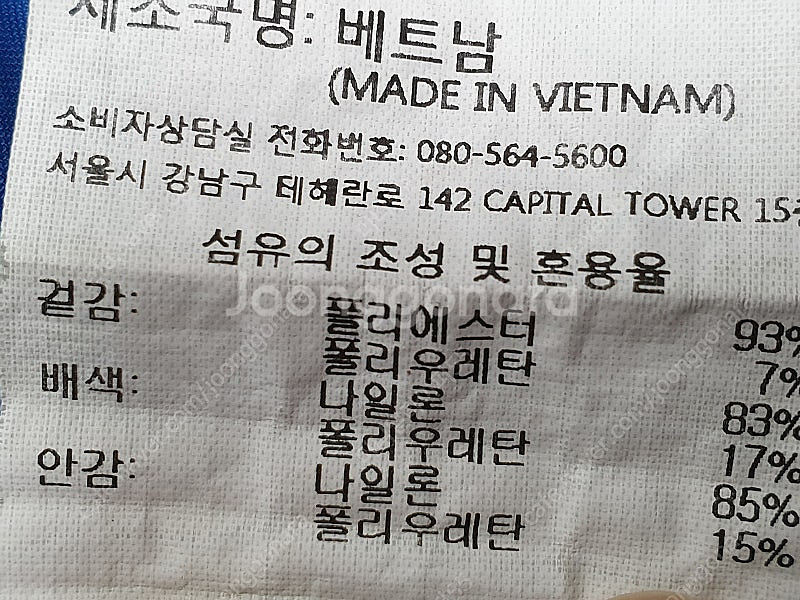 제조국명: 베트남
(MADE IN VIETNAM)
소비자상담실 전화번호: 080-564-5600
서울시 강남구 테헤란로 142 CAPITAL TOWER 15층
섬유의 조성 및 혼용율
Joonggonara
겉감: 폴리에스터 93%
폴리우레탄 7%
배색: 나일론 83%
폴리우레탄 17%
안감: 나일론 85%
폴리우레탄 15%